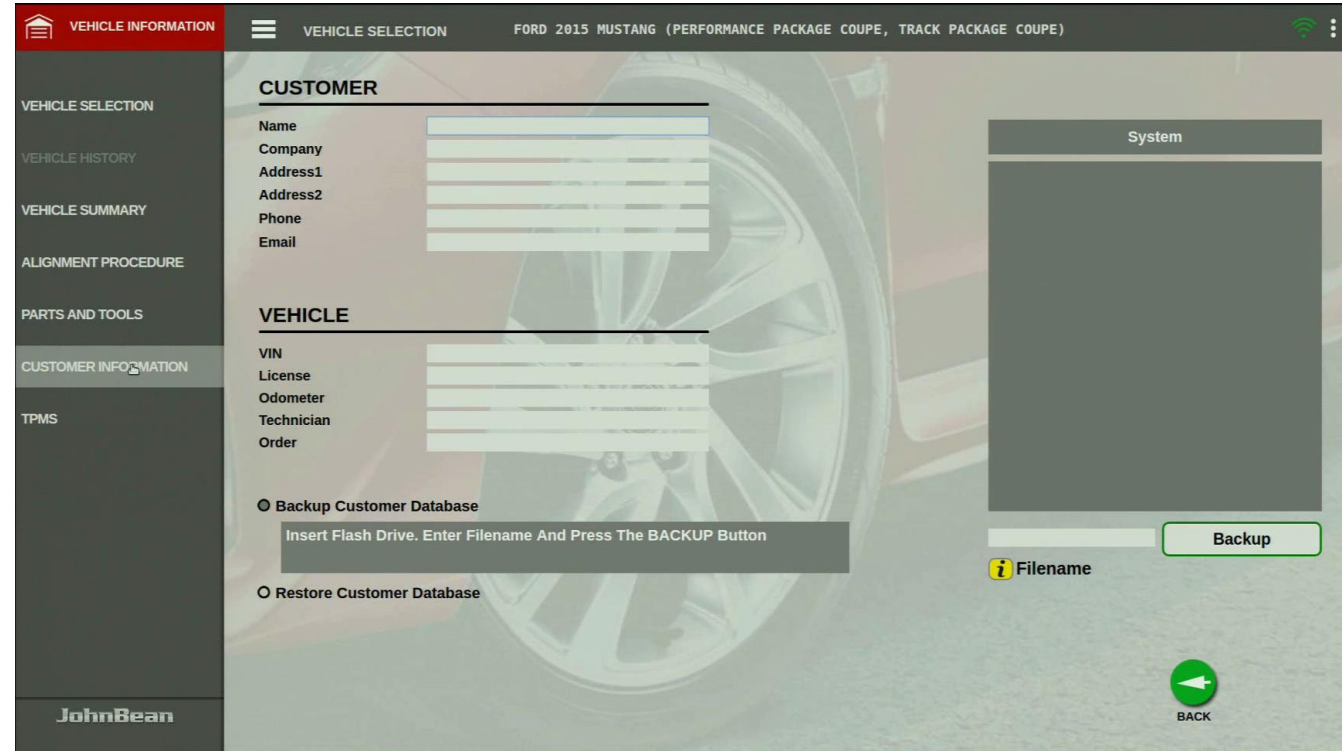 VEHICLE INFORMATION
VEHICLE SELECTION
FORD 2015 MUSTANG (PERFORMANCE PACKAGE COUPE, TRACK PACKAGE COUPE)
VEHICLE SELECTION
VEHICLE HISTORY
VEHICLE SUMMARY
ALIGNMENT PROCEDURE
PARTS AND TOOLS
CUSTOMER INFORMATION
TPMS
JohnBean
CUSTOMER
Name
Company
Address1
Address2
Phone
Email
VEHICLE
VIN
License
Odometer
Technician
Order
Backup Customer Database
Insert Flash Drive. Enter Filename And Press The BACKUP Button
Restore Customer Database
System
Backup
i Filename
BACK